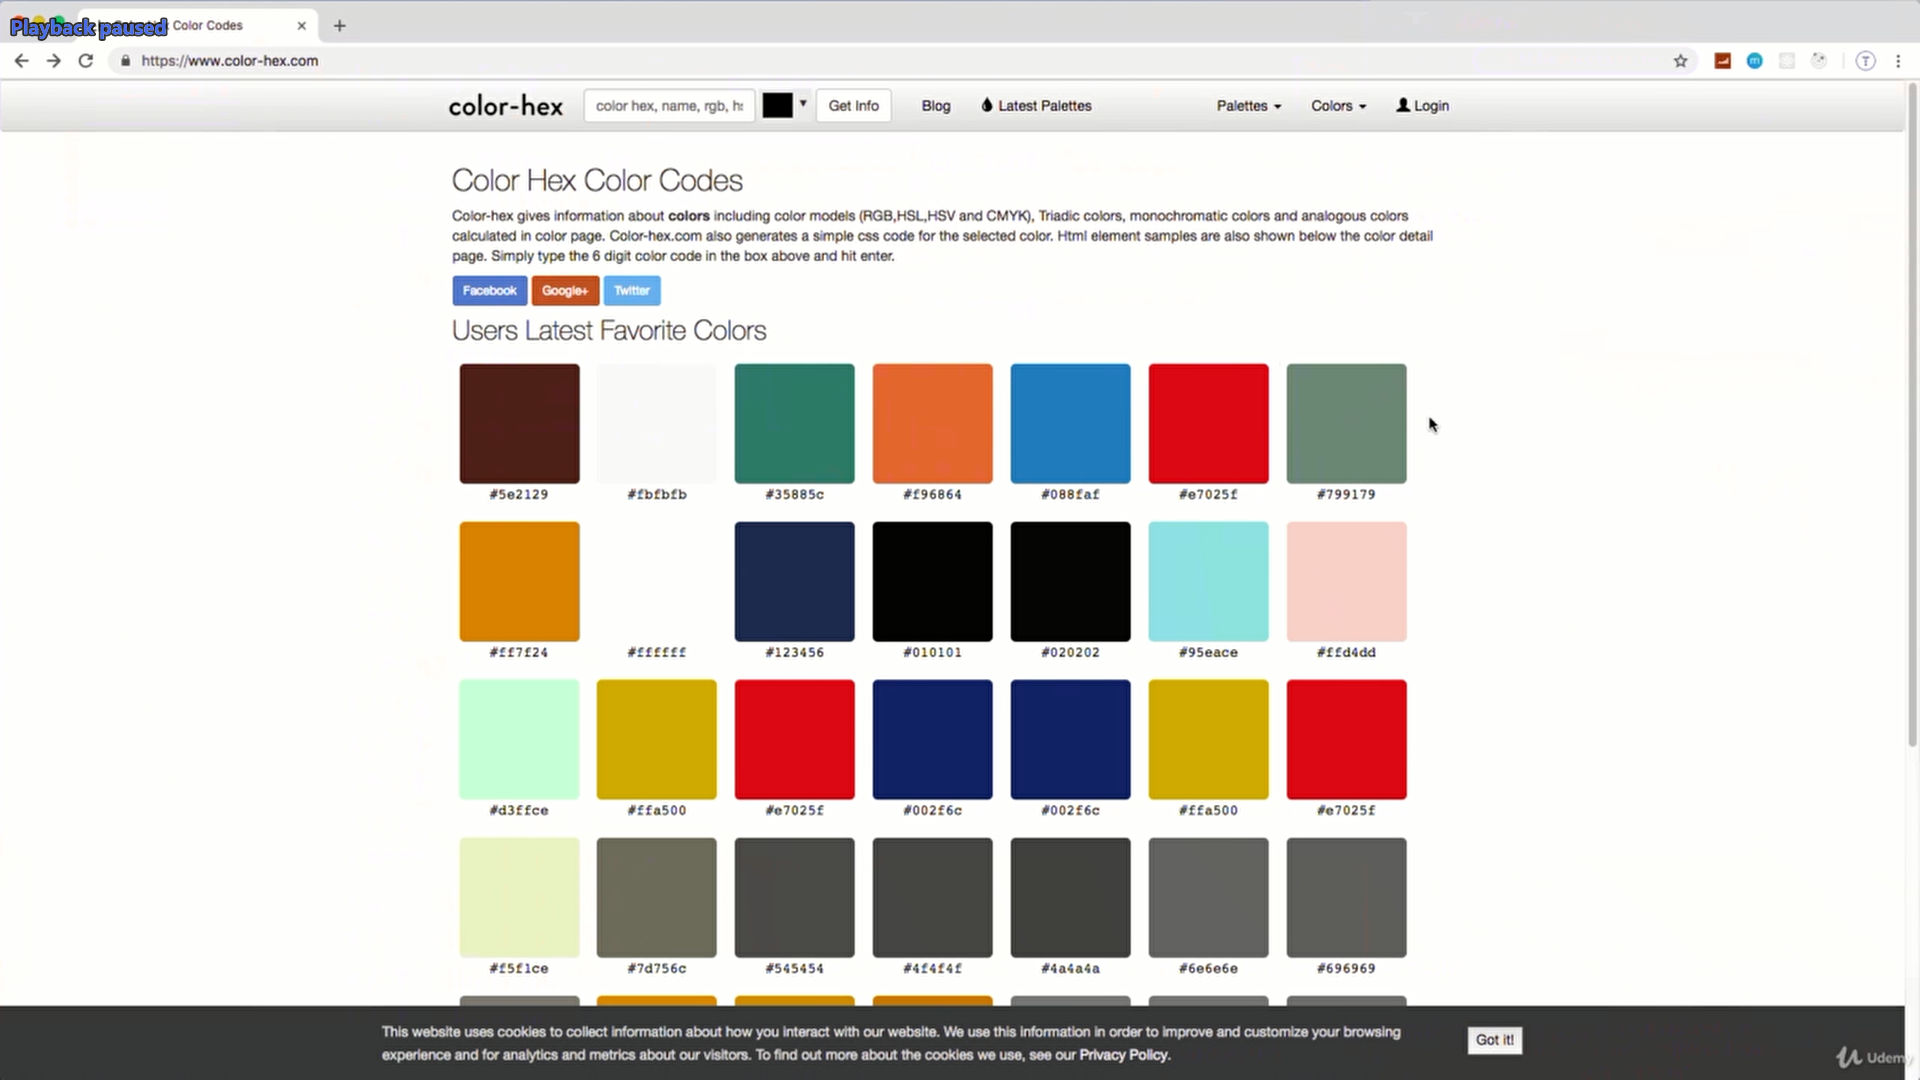 Playback paused
Color Codes
https://www.color-hex.com
color-hex
color hex, name, rgb, hs
Get Info
Blog
Latest Palettes
Palettes
Colors
Login
Color Hex Color Codes
Color-hex gives information about colors including color models (RGB,HSL,HSV and CMYK), Triadic colors, monochromatic colors and analogous colors
calculated in color page. Color-hex.com also generates a simple css code for the selected color. Html element samples are also shown below the color detail
page. Simply type the 6 digit color code in the box above and hit enter.
Facebook Google+ Twitter
Users Latest Favorite Colors
#5e2129 #fbfbfb #35885c #f96864 #088faf #e7025f #799179
#ff7f24 #ffffff #123456 #010101 #020202 #95eace #ffd4dd
#d3ffce #ffa500 #e7025f #002f6c #002f6c #ffa500 #e7025f
#f5f1ce #7d756c #545454 #4f4f4f #4a4a4a #6e6e6e #696969
This website uses cookies to collect information about how you interact with our website. We use this information in order to improve and customize your browsing
experience and for analytics and metrics about our visitors. To find out more about the cookies we use, see our Privacy Policy.
Got it!
Udemy